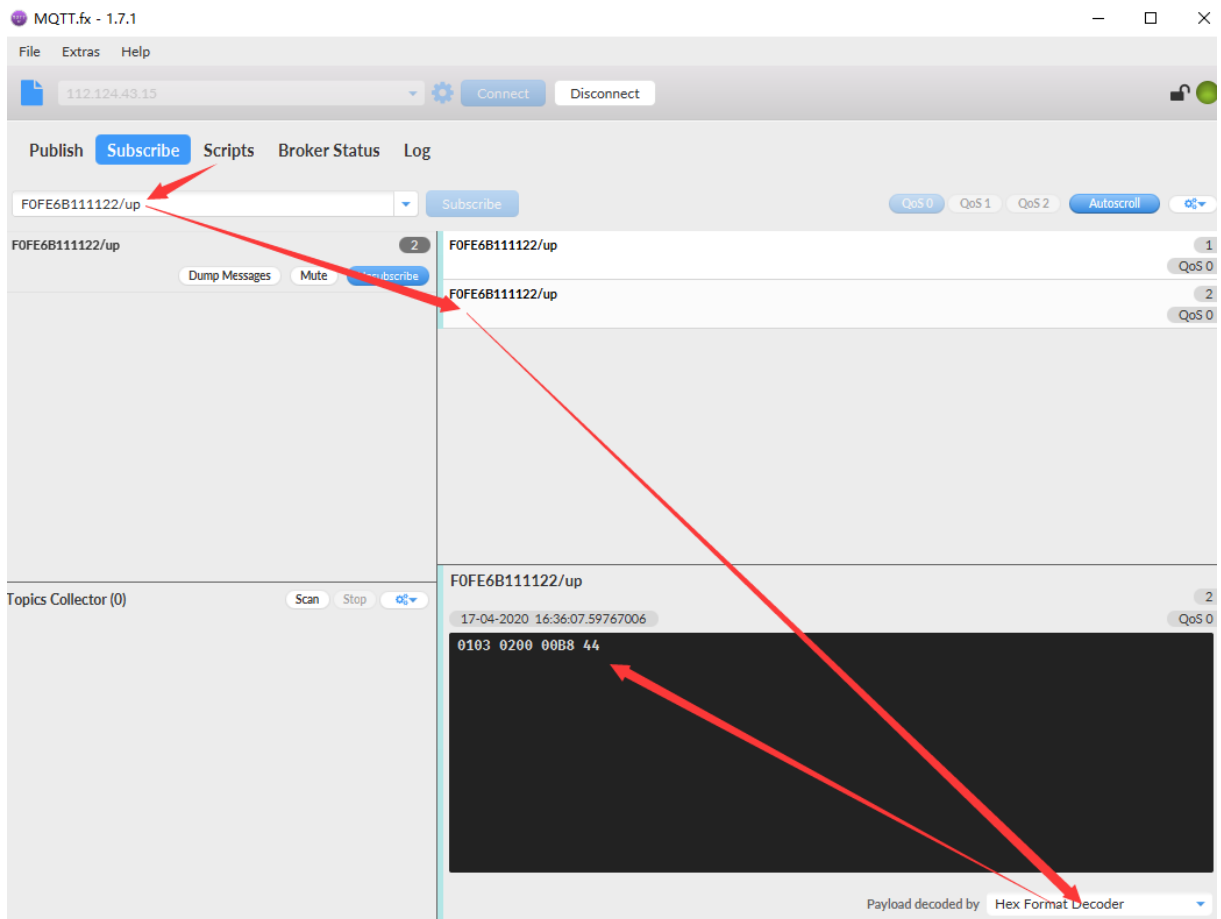 MQTT.fx - 1.7.1
File Extras Help
112.124.43.15 Connect Disconnect
Publish Subscribe Scripts Broker Status Log
F0FE6B111122/up Subscribe QoS 0 QoS 1 QoS 2 Autoscroll
F0FE6B111122/up 2
Dump Messages Mute
F0FE6B111122/up 1
QoS 0
F0FE6B111122/up 2
QoS 0
Topics Collector (0) Scan Stop
F0FE6B111122/up
2
17-04-2020 16:36:07.59767006 QoS 0
0103 0200 00B8 44
Payload decoded by Hex Format Decoder